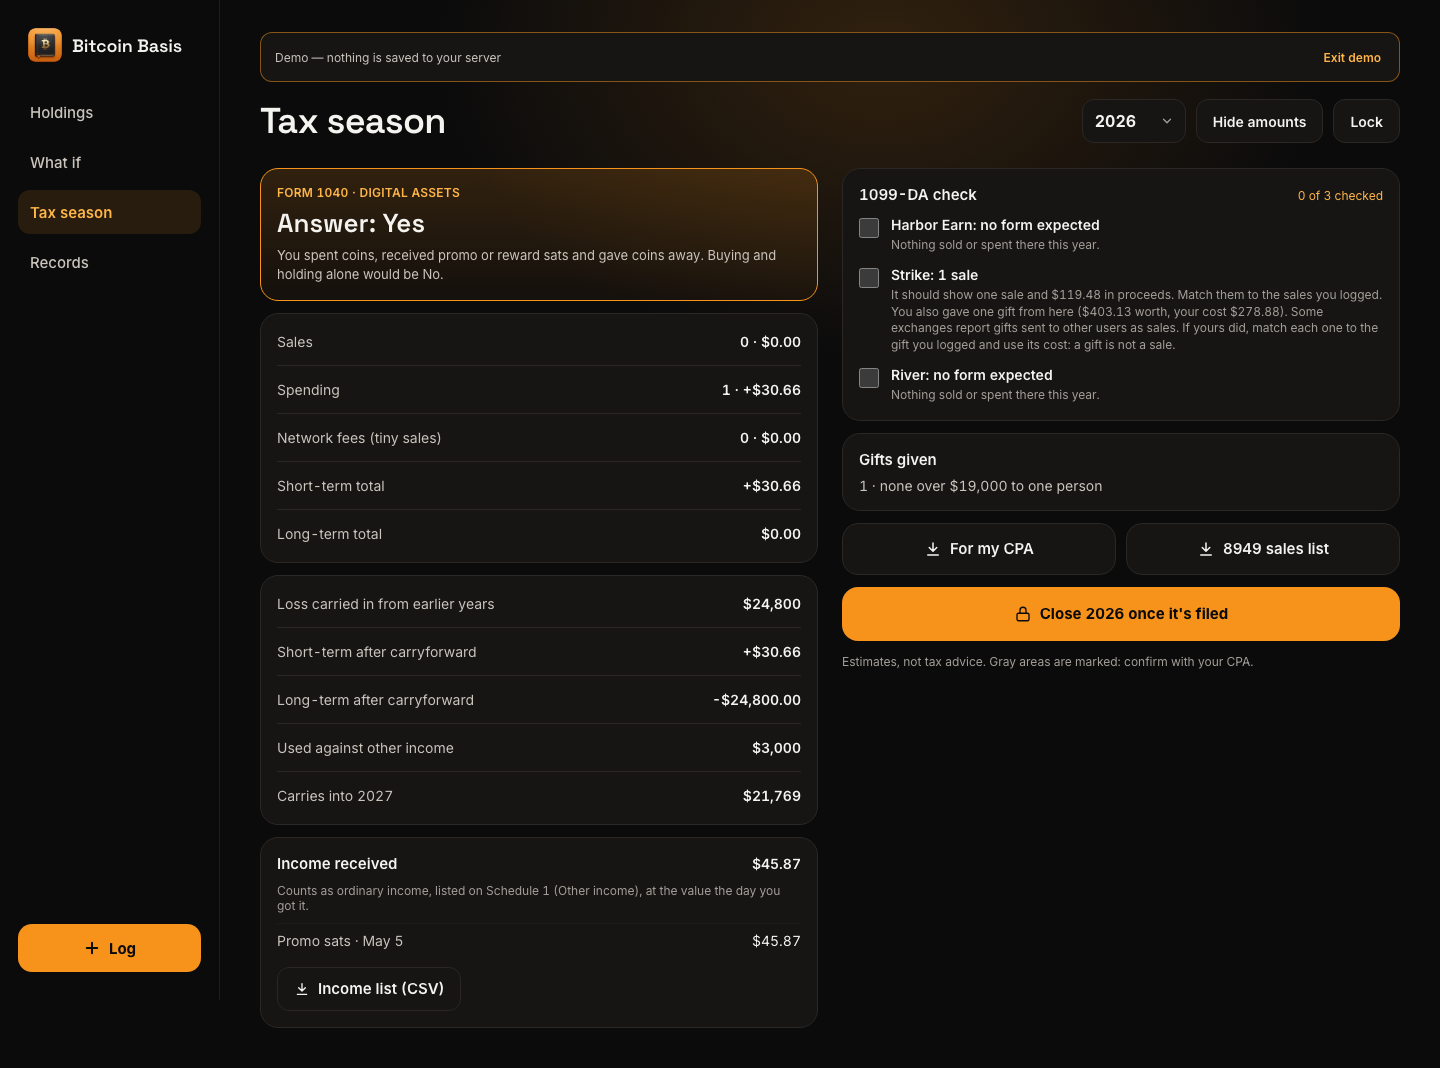 Bitcoin Basis
Holdings
What if
Tax season
Records
Log
Demo — nothing is saved to your server
Exit demo
Tax season
2026
Hide amounts
Lock
FORM 1040 · DIGITAL ASSETS
Answer: Yes
You spent coins, received promo or reward sats and gave coins away. Buying and
holding alone would be No.
Sales 0 · $0.00
Spending 1 · +$30.66
Network fees (tiny sales) 0 · $0.00
Short-term total +$30.66
Long-term total $0.00
Loss carried in from earlier years $24,800
Short-term after carryforward +$30.66
Long-term after carryforward -$24,800.00
Used against other income $3,000
Carries into 2027 $21,769
Income received $45.87
Counts as ordinary income, listed on Schedule 1 (Other income), at the value the day you
got it.
Promo sats · May 5 $45.87
Income list (CSV)
1099-DA check 0 of 3 checked
Harbor Earn: no form expected
Nothing sold or spent there this year.
Strike: 1 sale
It should show one sale and $119.48 in proceeds. Match them to the sales you logged.
You also gave one gift from here ($403.13 worth, your cost $278.88). Some
exchanges report gifts sent to other users as sales. If yours did, match each one to the
gift you logged and use its cost: a gift is not a sale.
River: no form expected
Nothing sold or spent there this year.
Gifts given
1 · none over $19,000 to one person
For my CPA
8949 sales list
Close 2026 once it's filed
Estimates, not tax advice. Gray areas are marked: confirm with your CPA.